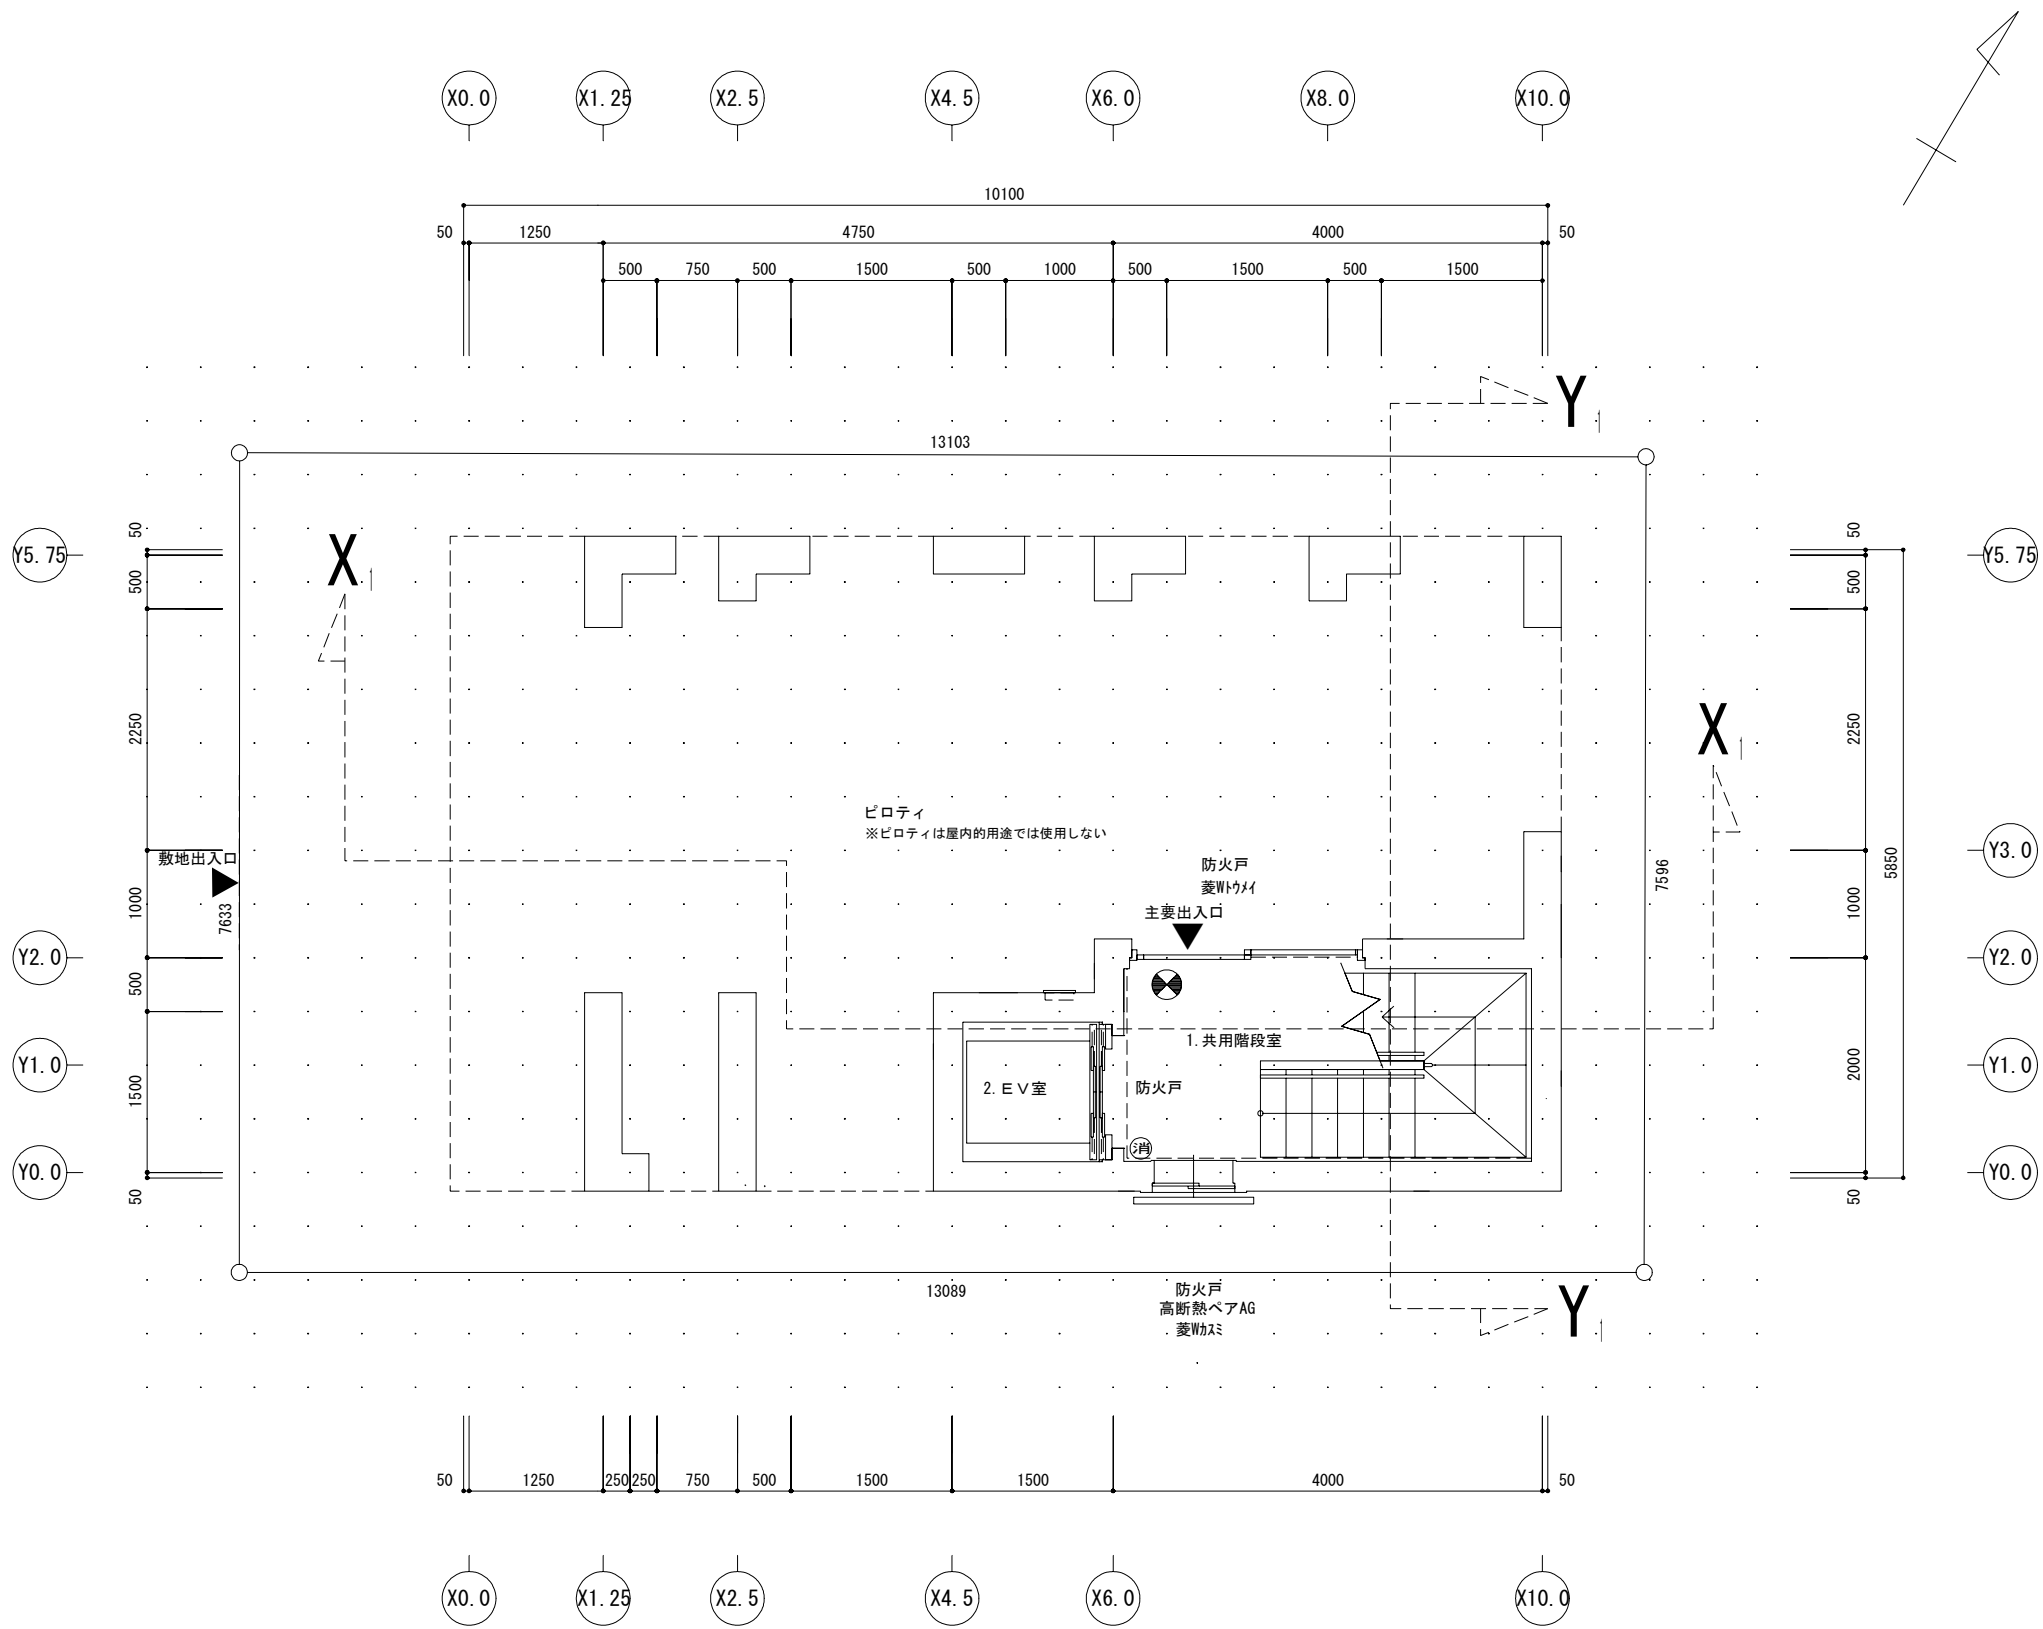 X0.0 X1.25 X2.5 X4.5 X6.0 X8.0 X10.0
10100
50 1250 4750 4000 50
500 750 500 1500 500 1000 500 1500 500 1500
Y1
13103
50
50
Y5.75
X1
Y5.75
500
500
2250
X1
2250
ピロティ
※ピロティは屋内的用途では使用しない
Y3.0
敷地出入口
防火戸
菱Wトウメイ
7596
5850
1000
7633
主要出入口
1000
Y2.0
Y2.0
500
1.共用階段室
Y1.0
2.EV室
防火戸
2000
Y1.0
1500
消
Y0.0
Y0.0
50
50
13089
防火戸
高断熱ペアAG
菱Wカスミ
Y1
50 1250 250 250 750 500 1500 1500 4000 50
X0.0 X1.25 X2.5 X4.5 X6.0 X10.0